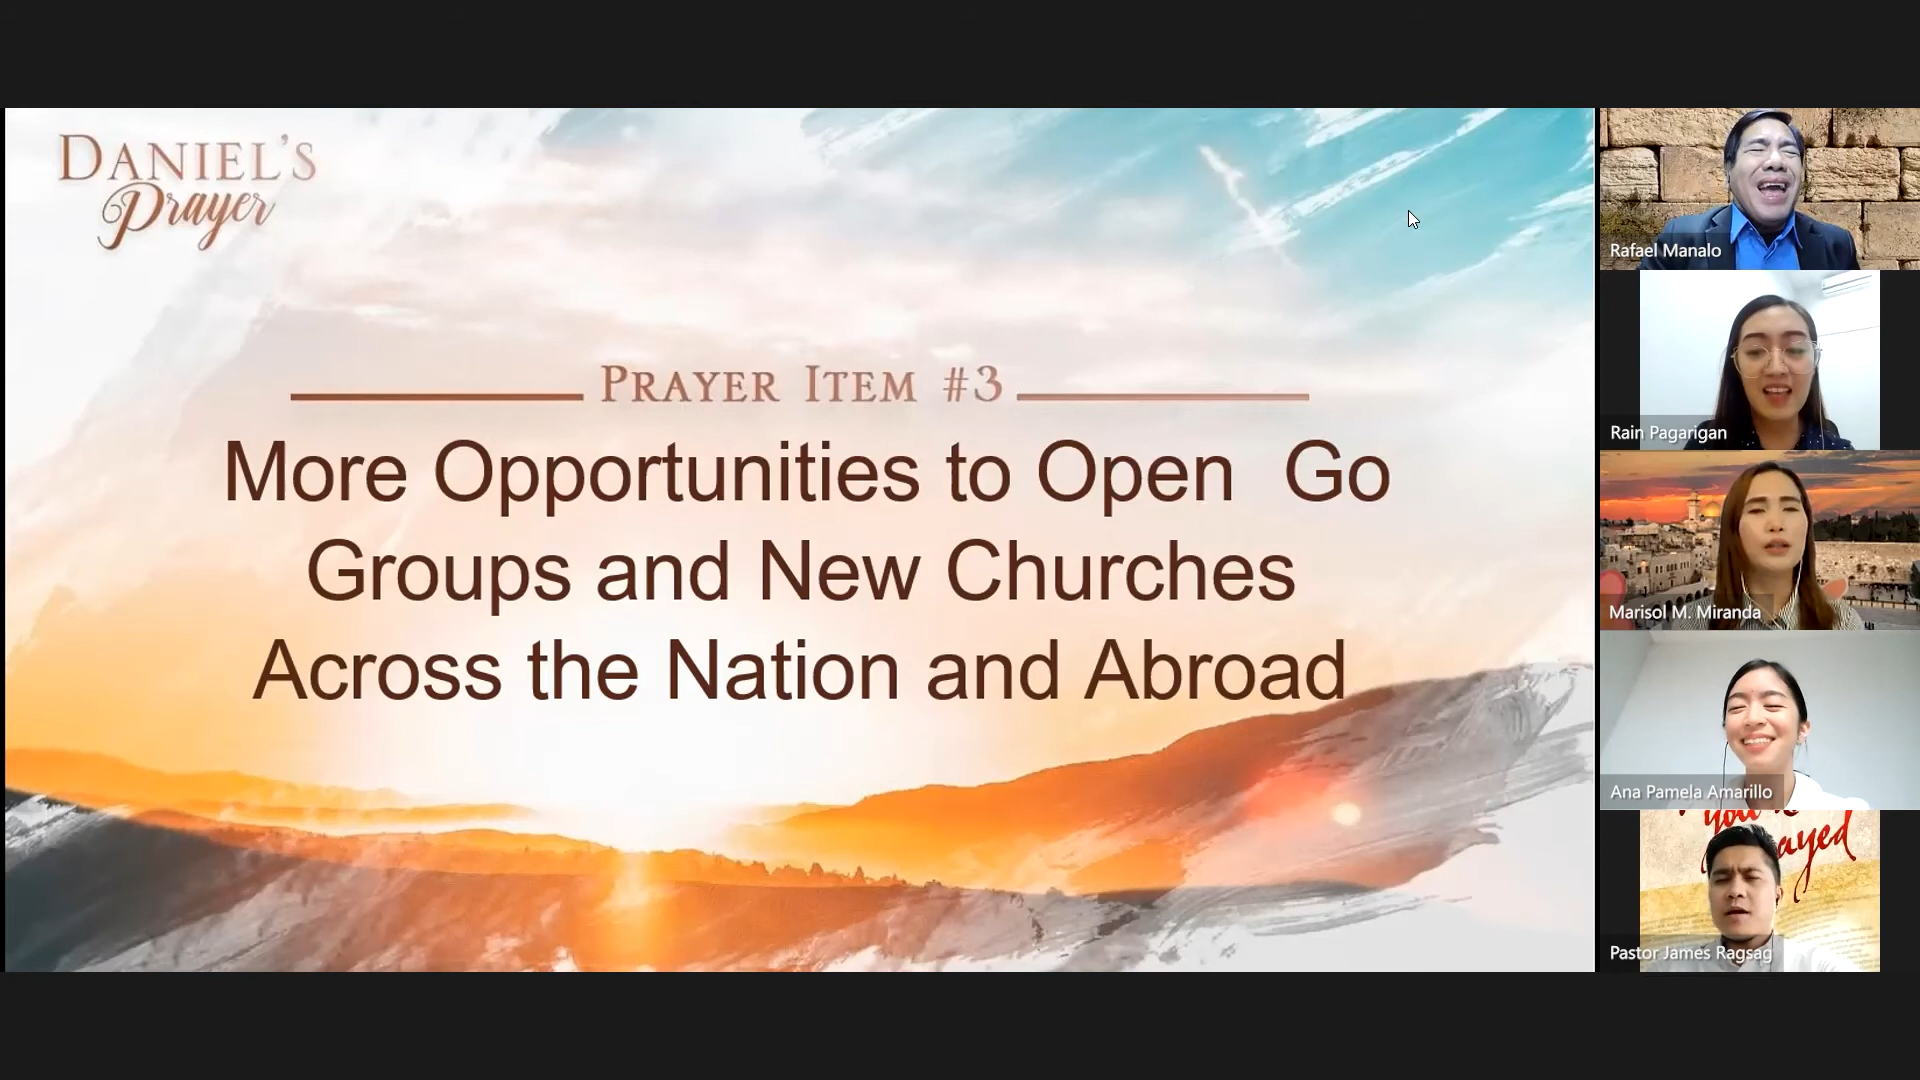 DANIEL'S
Prayer
PRAYER ITEM #3
More Opportunities to Open  Go
Groups and New Churches
Across the Nation and Abroad
Rafael Manalo
Rain Pagarigan
Marisol M. Miranda
Ana Pamela Amarillo
Pastor James Ragsag